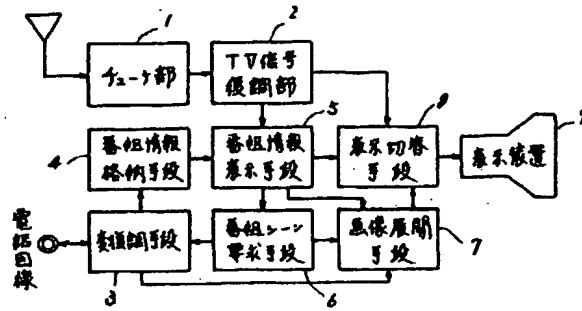 1
チューナ部
2
TV信号
復調部
4
番組情報
格納手段
5
番組情報
表示手段
8
表示切替
手段
9
表示装置
電話回線
変復調手段
3
番組シーン
要求手段
6
画像展開
手段
7